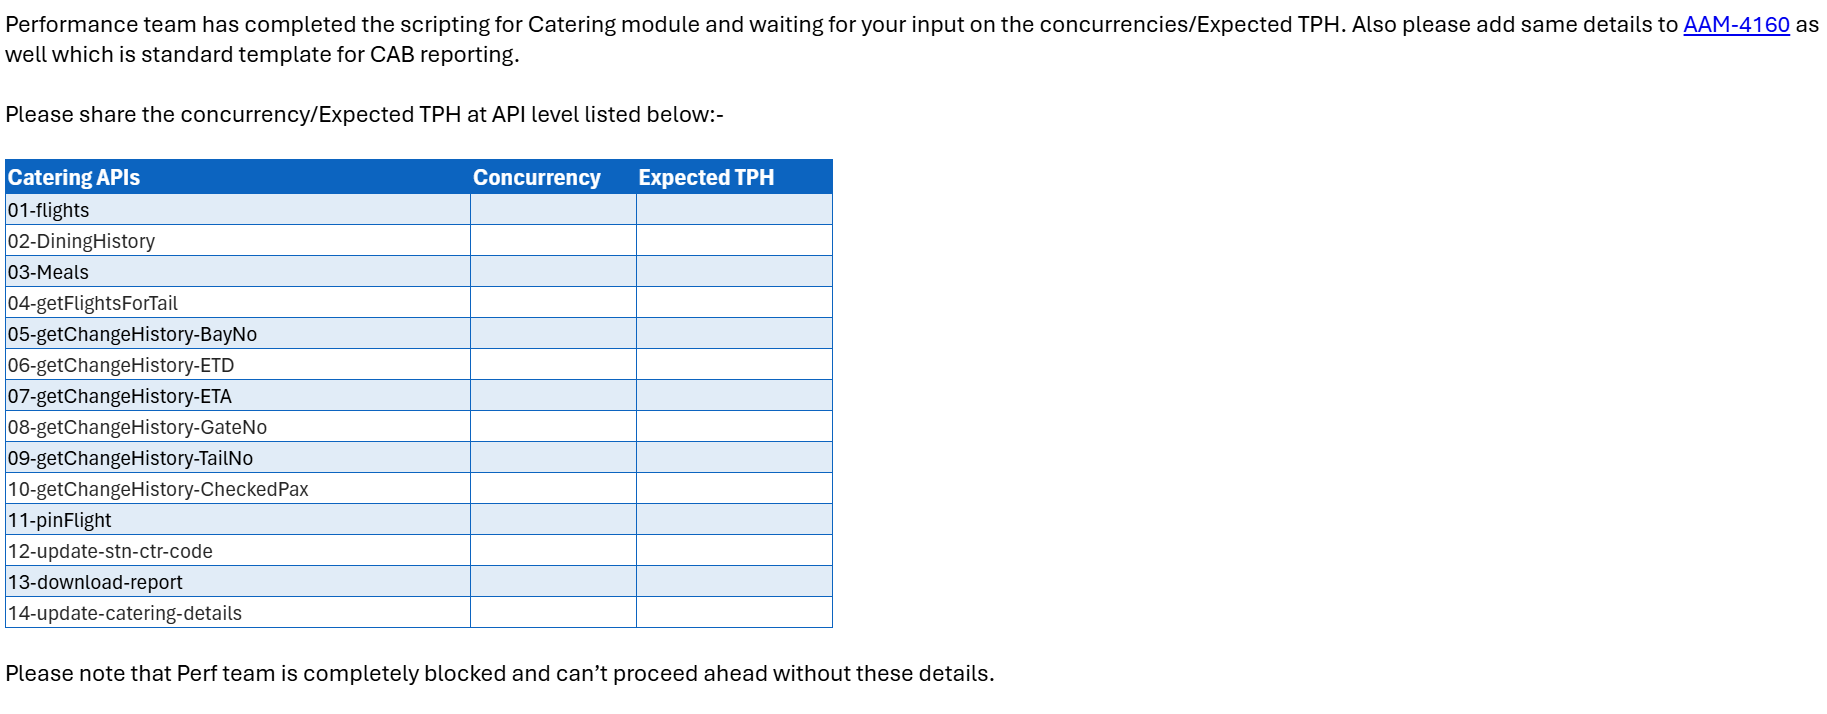 Performance team has completed the scripting for Catering module and waiting for your input on the concurrencies/Expected TPH. Also please add same details to AAM-4160 as
well which is standard template for CAB reporting.
Please share the concurrency/Expected TPH at API level listed below:-
Catering APIs Concurrency Expected TPH
01-flights
02-DiningHistory
03-Meals
04-getFlightsForTail
05-getChangeHistory-BayNo
06-getChangeHistory-ETD
07-getChangeHistory-ETA
08-getChangeHistory-GateNo
09-getChangeHistory-TailNo
10-getChangeHistory-CheckedPax
11-pinFlight
12-update-stn-ctr-code
13-download-report
14-update-catering-details
Please note that Perf team is completely blocked and can’t proceed ahead without these details.